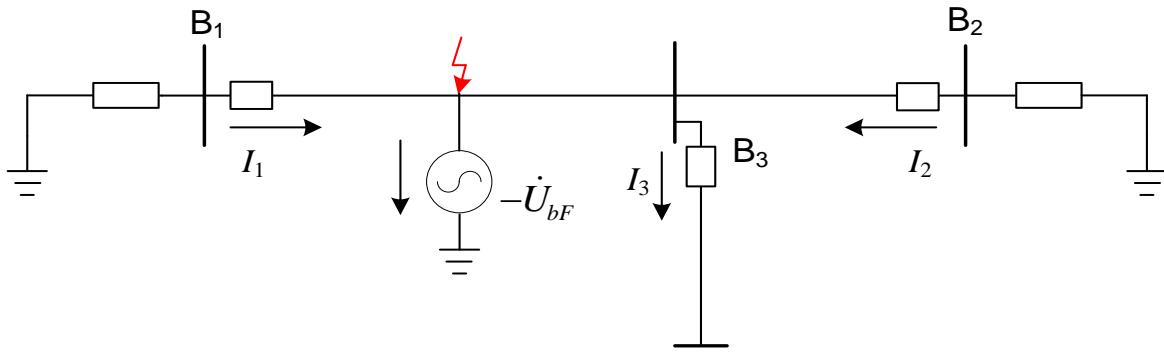 B₁
B₂
I₁
I₃
B₃
I₂
−U̇_{bF}